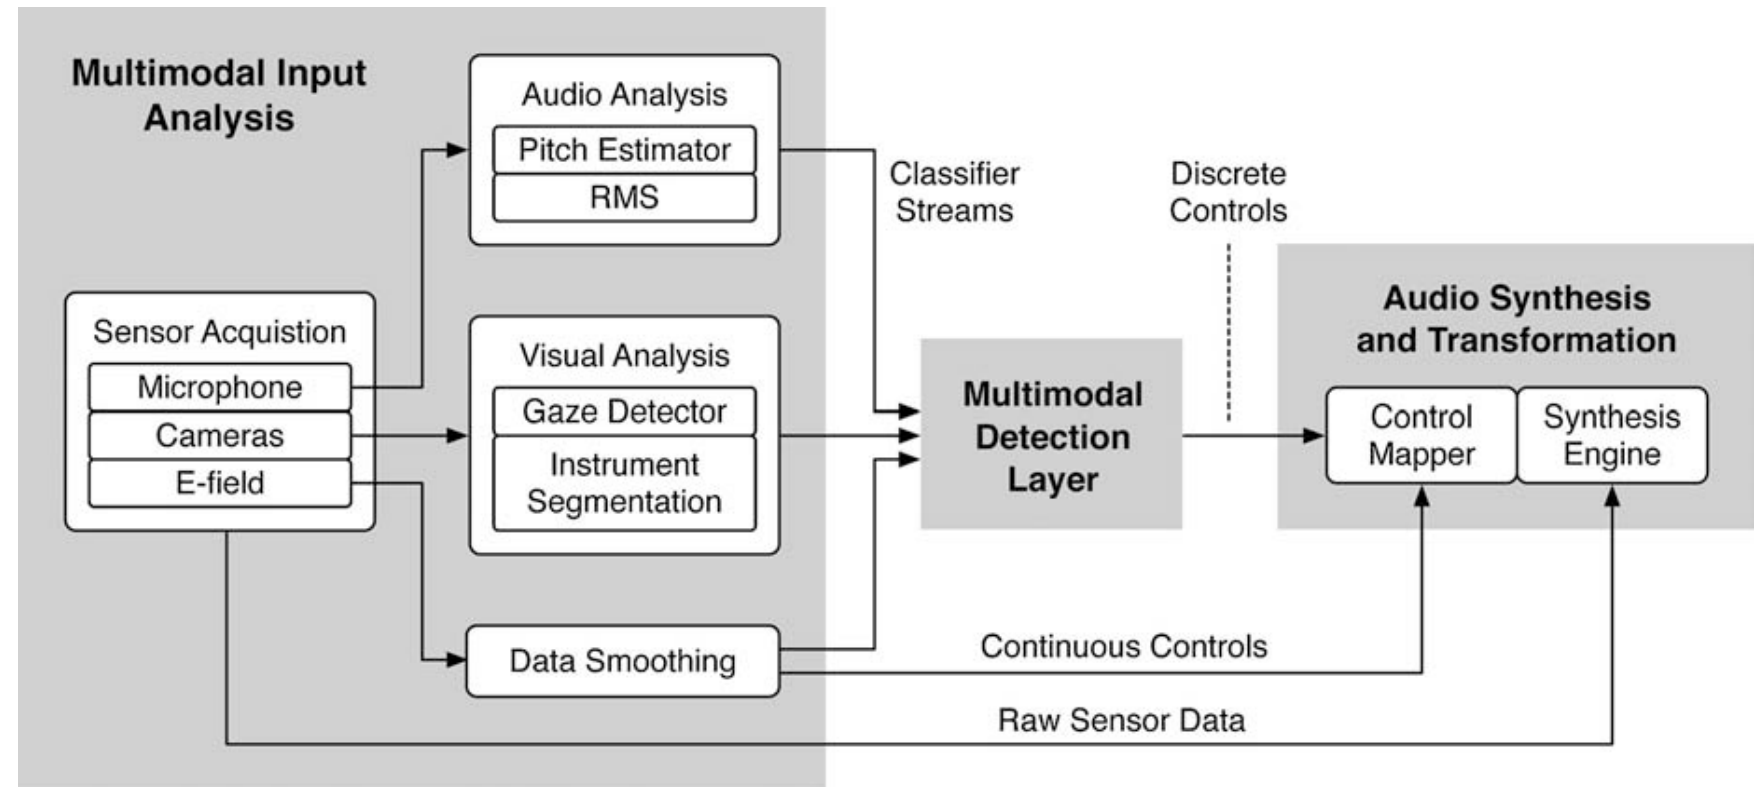 Multimodal Input
Analysis
Audio Analysis
Pitch Estimator
RMS
Sensor Acquistion
Microphone
Cameras
E-field
Visual Analysis
Gaze Detector
Instrument
Segmentation
Data Smoothing
Classifier
Streams
Discrete
Controls
Multimodal
Detection
Layer
Audio Synthesis
and Transformation
Control
Mapper
Synthesis
Engine
Continuous Controls
Raw Sensor Data